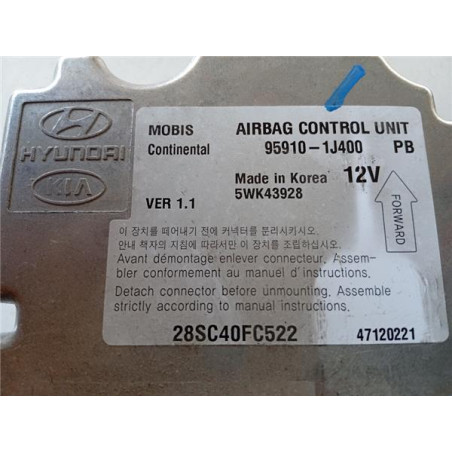 HYUNDAI
KIA
MOBIS AIRBAG CONTROL UNIT
Continental 95910-1J400 PB
Made in Korea 12V
VER 1.1 5WK43928
FORWARD
이 장치를 떼어내기 전에 커넥터를 분리시키시오.
안내 책자의 지침에 따라서만 이 장치를 조립하십시오.
Avant démontage enlever connecteur. Assem-
bler conformement au manuel d'instructions.
Detach connector before unmounting. Assemble
strictly according to manual instructions.
28SC40FC522 47120221